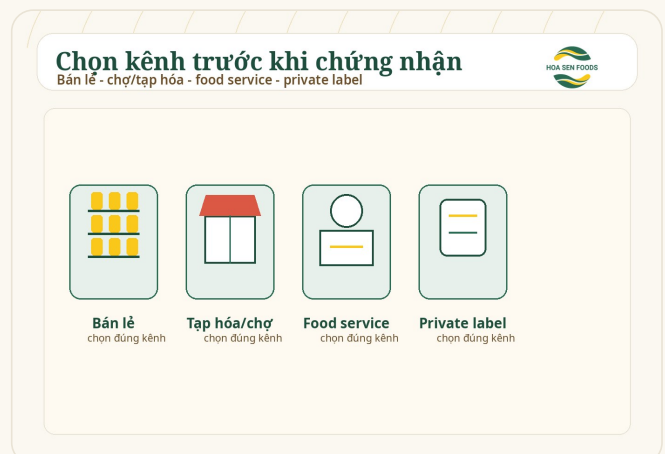 Chọn kênh trước khi chứng nhận
Bán lẻ - chợ/tạp hóa - food service - private label
HOA SEN FOODS
Bán lẻ
chọn đúng kênh
Tạp hóa/chợ
chọn đúng kênh
Food service
chọn đúng kênh
Private label
chọn đúng kênh